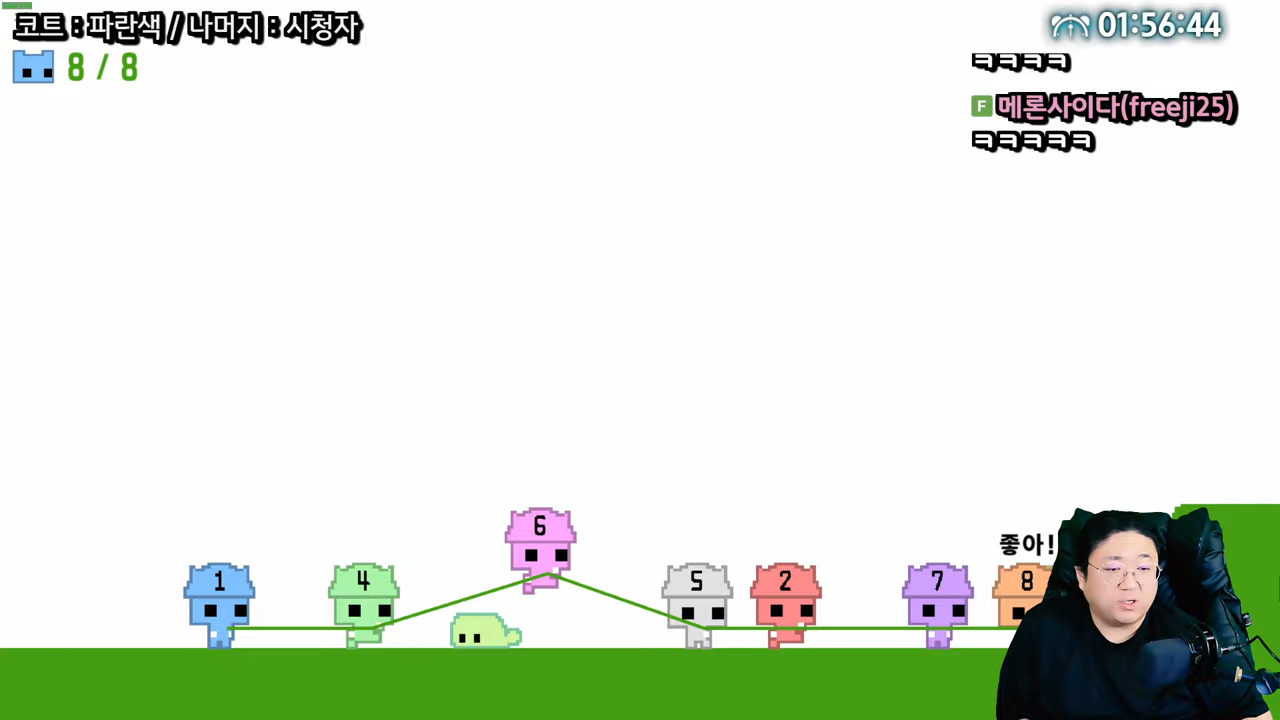 코트 : 파란색 / 나머지 : 시청자
01:56:44
8 / 8
ㅋㅋㅋㅋ
F 메론사이다(freeji25)
ㅋㅋㅋㅋㅋ
6
좋아!
1 4 5 2 7 8